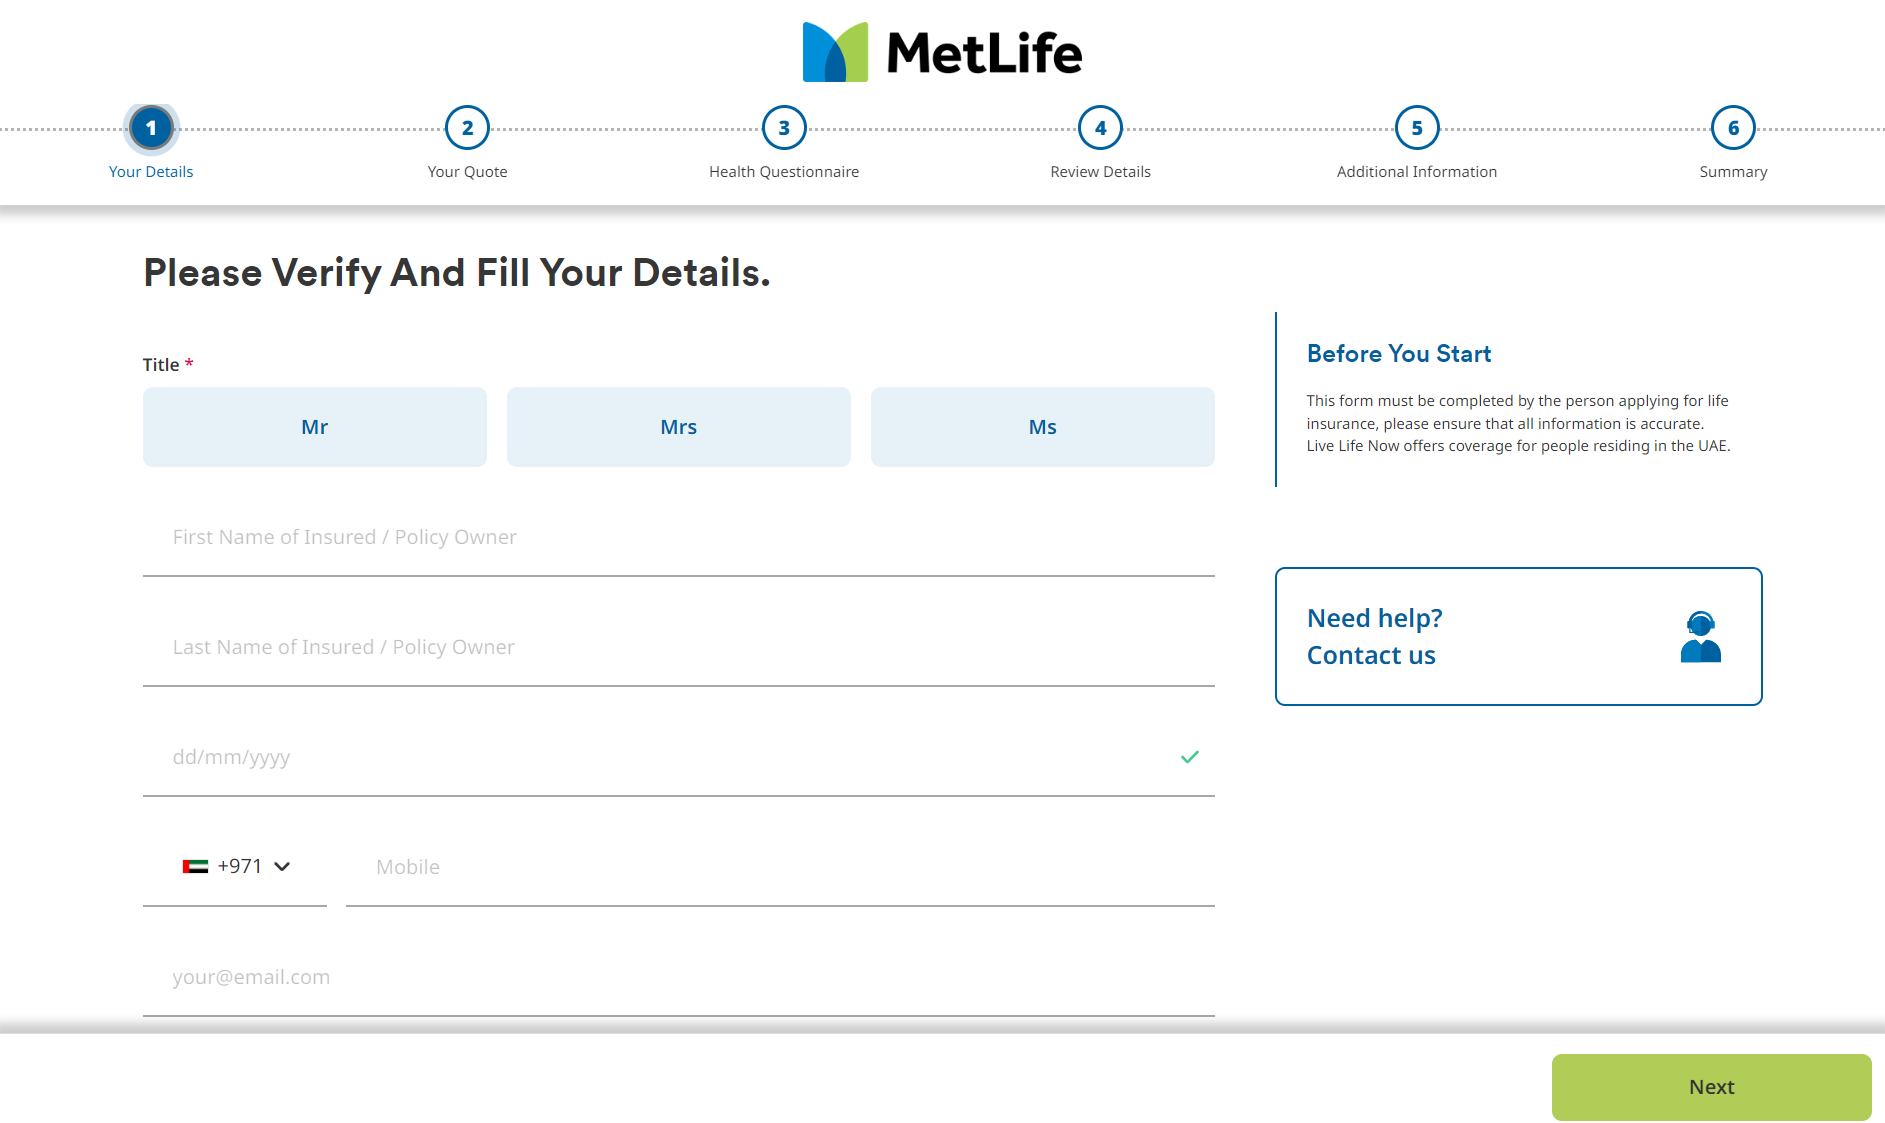 MetLife
1
2
3
4
5
6
Your Details
Your Quote
Health Questionnaire
Review Details
Additional Information
Summary
Please Verify And Fill Your Details.
Title *
Mr
Mrs
Ms
First Name of Insured / Policy Owner
Last Name of Insured / Policy Owner
dd/mm/yyyy
+971
Mobile
your@email.com
Before You Start
This form must be completed by the person applying for life
insurance, please ensure that all information is accurate.
Live Life Now offers coverage for people residing in the UAE.
Need help?
Contact us
Next